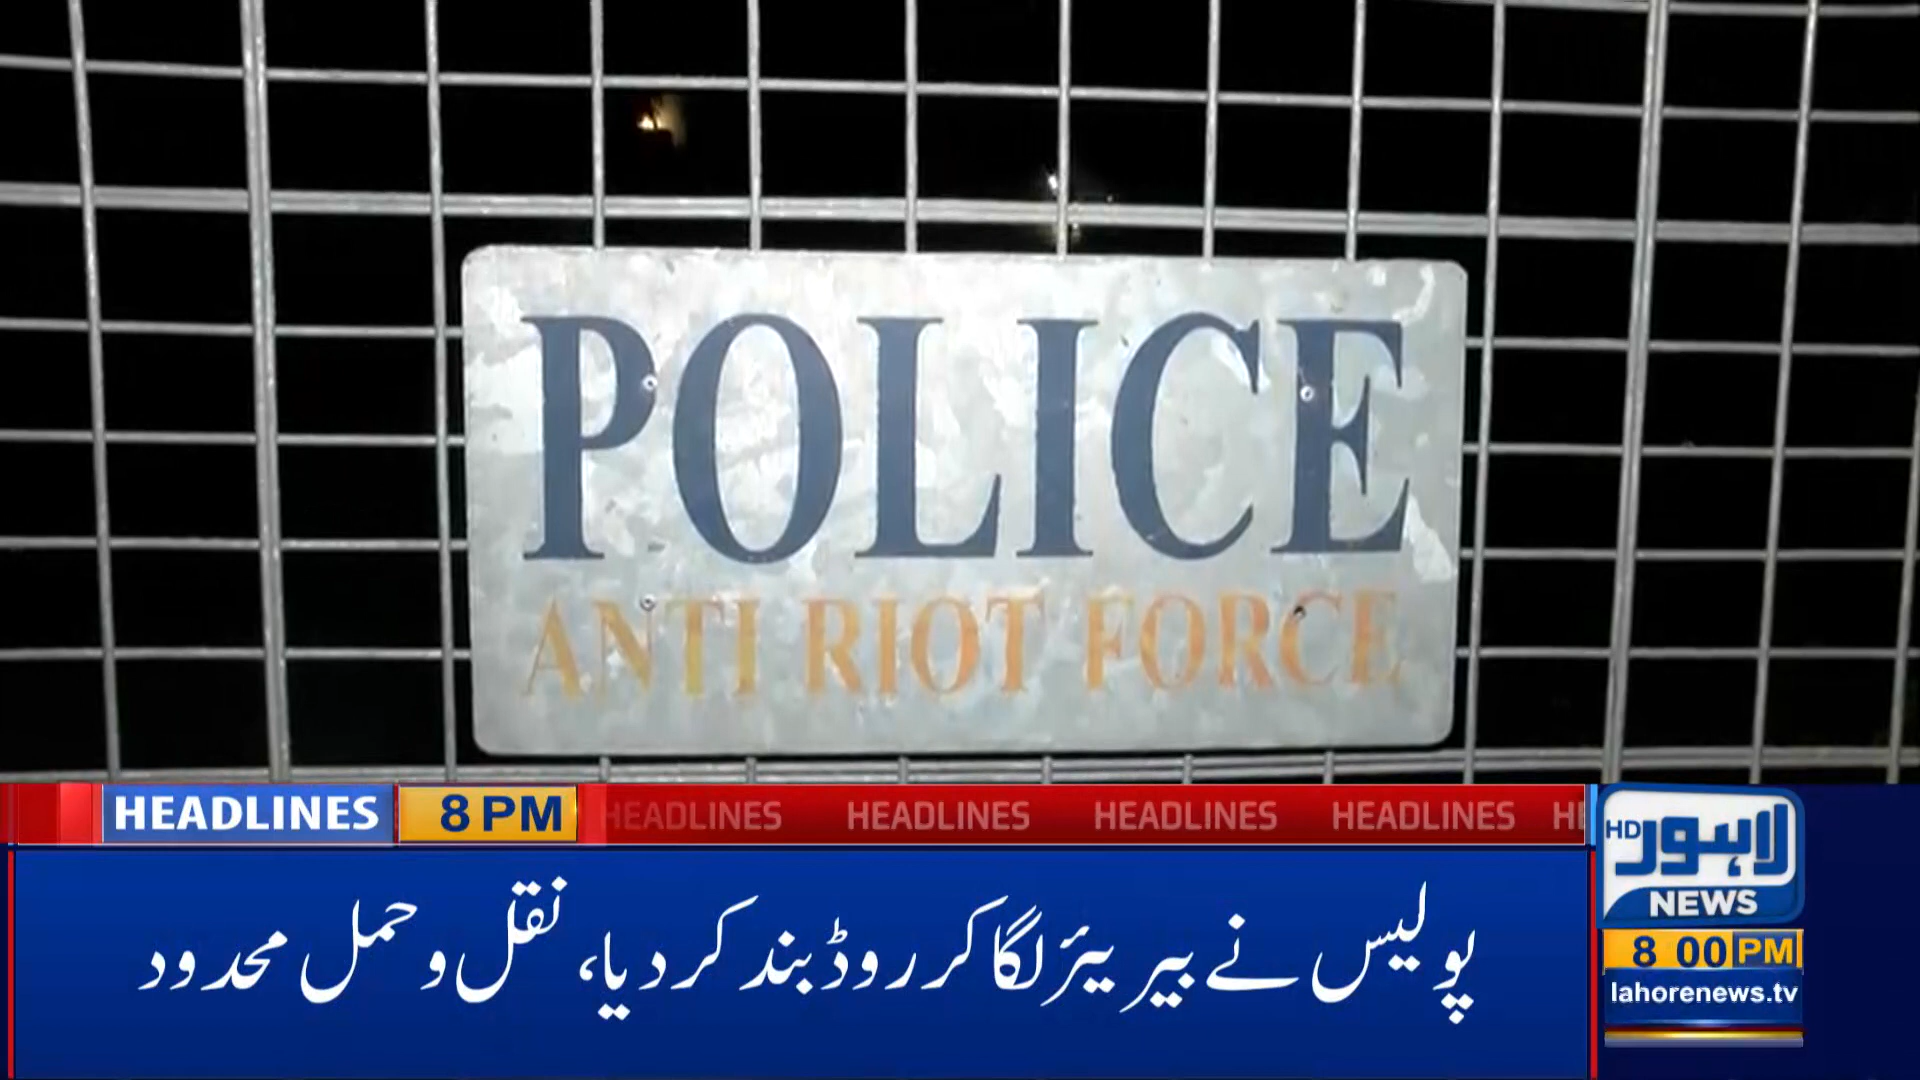 POLICE
ANTI RIOT FORCE
HEADLINES 8 PM HEADLINES HEADLINES HEADLINES HEADLINES HE
پولیس نے بیریئر لگا کر روڈ بند کر دیا، نقل و حمل محدود
HD لاہور
NEWS
8 00 PM
lahorenews.tv